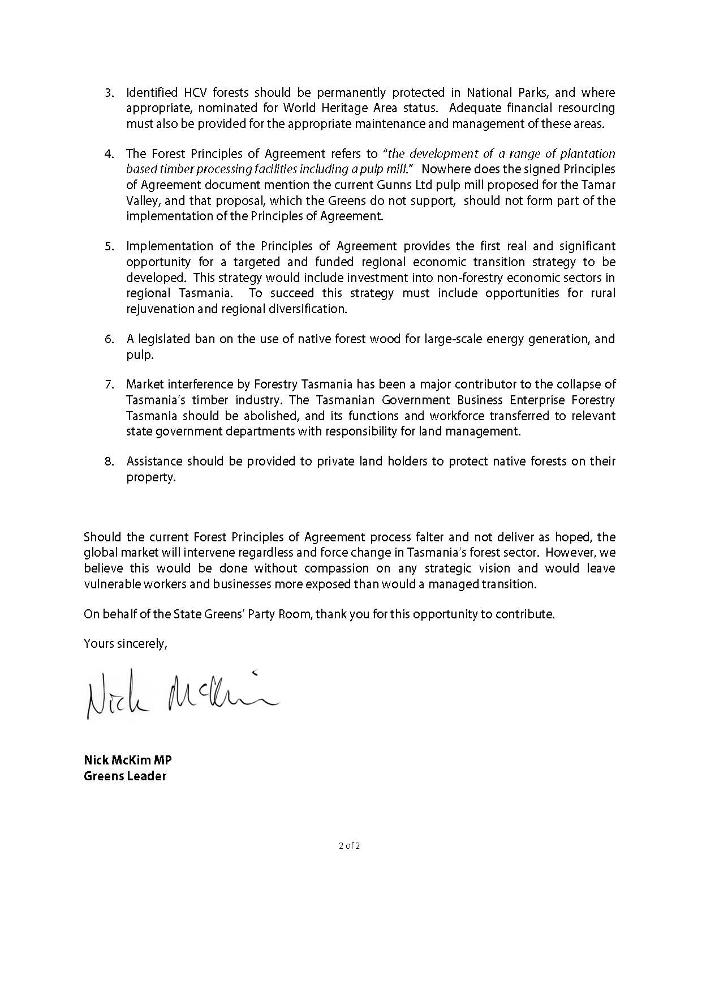 3. Identified HCV forests should be permanently protected in National Parks, and where
appropriate, nominated for World Heritage Area status. Adequate financial resourcing
must also be provided for the appropriate maintenance and management of these areas.
4. The Forest Principles of Agreement refers to “the development of a range of plantation
based timber processing facilities including a pulp mill.” Nowhere does the signed Principles
of Agreement document mention the current Gunns Ltd pulp mill proposed for the Tamar
Valley, and that proposal, which the Greens do not support, should not form part of the
implementation of the Principles of Agreement.
5. Implementation of the Principles of Agreement provides the first real and significant
opportunity for a targeted and funded regional economic transition strategy to be
developed. This strategy would include investment into non-forestry economic sectors in
regional Tasmania. To succeed this strategy must include opportunities for rural
rejuvenation and regional diversification.
6. A legislated ban on the use of native forest wood for large-scale energy generation, and
pulp.
7. Market interference by Forestry Tasmania has been a major contributor to the collapse of
Tasmania’s timber industry. The Tasmanian Government Business Enterprise Forestry
Tasmania should be abolished, and its functions and workforce transferred to relevant
state government departments with responsibility for land management.
8. Assistance should be provided to private land holders to protect native forests on their
property.
Should the current Forest Principles of Agreement process falter and not deliver as hoped, the
global market will intervene regardless and force change in Tasmania’s forest sector. However, we
believe this would be done without compassion on any strategic vision and would leave
vulnerable workers and businesses more exposed than would a managed transition.
On behalf of the State Greens’ Party Room, thank you for this opportunity to contribute.
Yours sincerely,
Nick McKim
Nick McKim MP
Greens Leader
2 of 2